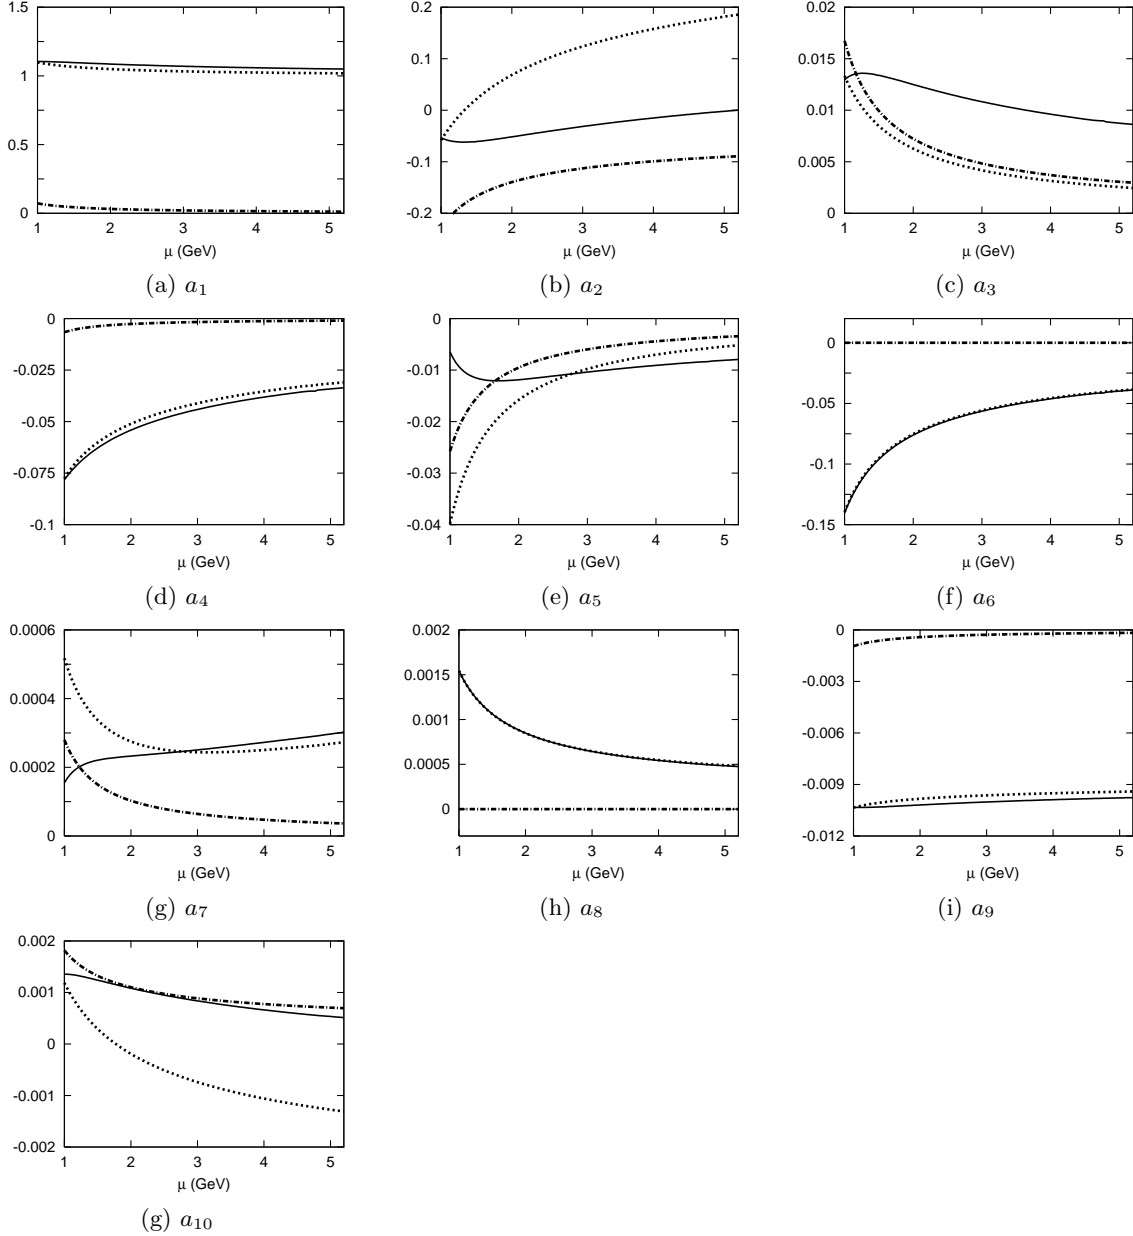 1.5
1
1.5
0
1 2 3 4 5
μ (GeV)
(a) a₁
0.2
0.1
0
-0.1
-0.2
1 2 3 4 5
μ (GeV)
(b) a₂
0.02
0.015
0.01
0.005
0
1 2 3 4 5
μ (GeV)
(c) a₃
0
-0.025
-0.05
-0.075
-0.1
1 2 3 4 5
μ (GeV)
(d) a₄
0
-0.01
-0.02
-0.03
-0.04
1 2 3 4 5
μ (GeV)
(e) a₅
0
-0.05
-0.1
-0.15
1 2 3 4 5
μ (GeV)
(f) a₆
0.0006
0.0004
0.0002
0
1 2 3 4 5
μ (GeV)
(g) a₇
0.002
0.0015
0.001
0.0005
0
1 2 3 4 5
μ (GeV)
(h) a₈
0
-0.003
-0.006
-0.009
-0.012
1 2 3 4 5
μ (GeV)
(i) a₉
0.002
0.001
0
-0.001
-0.002
1 2 3 4 5
μ (GeV)
(g) a₁₀